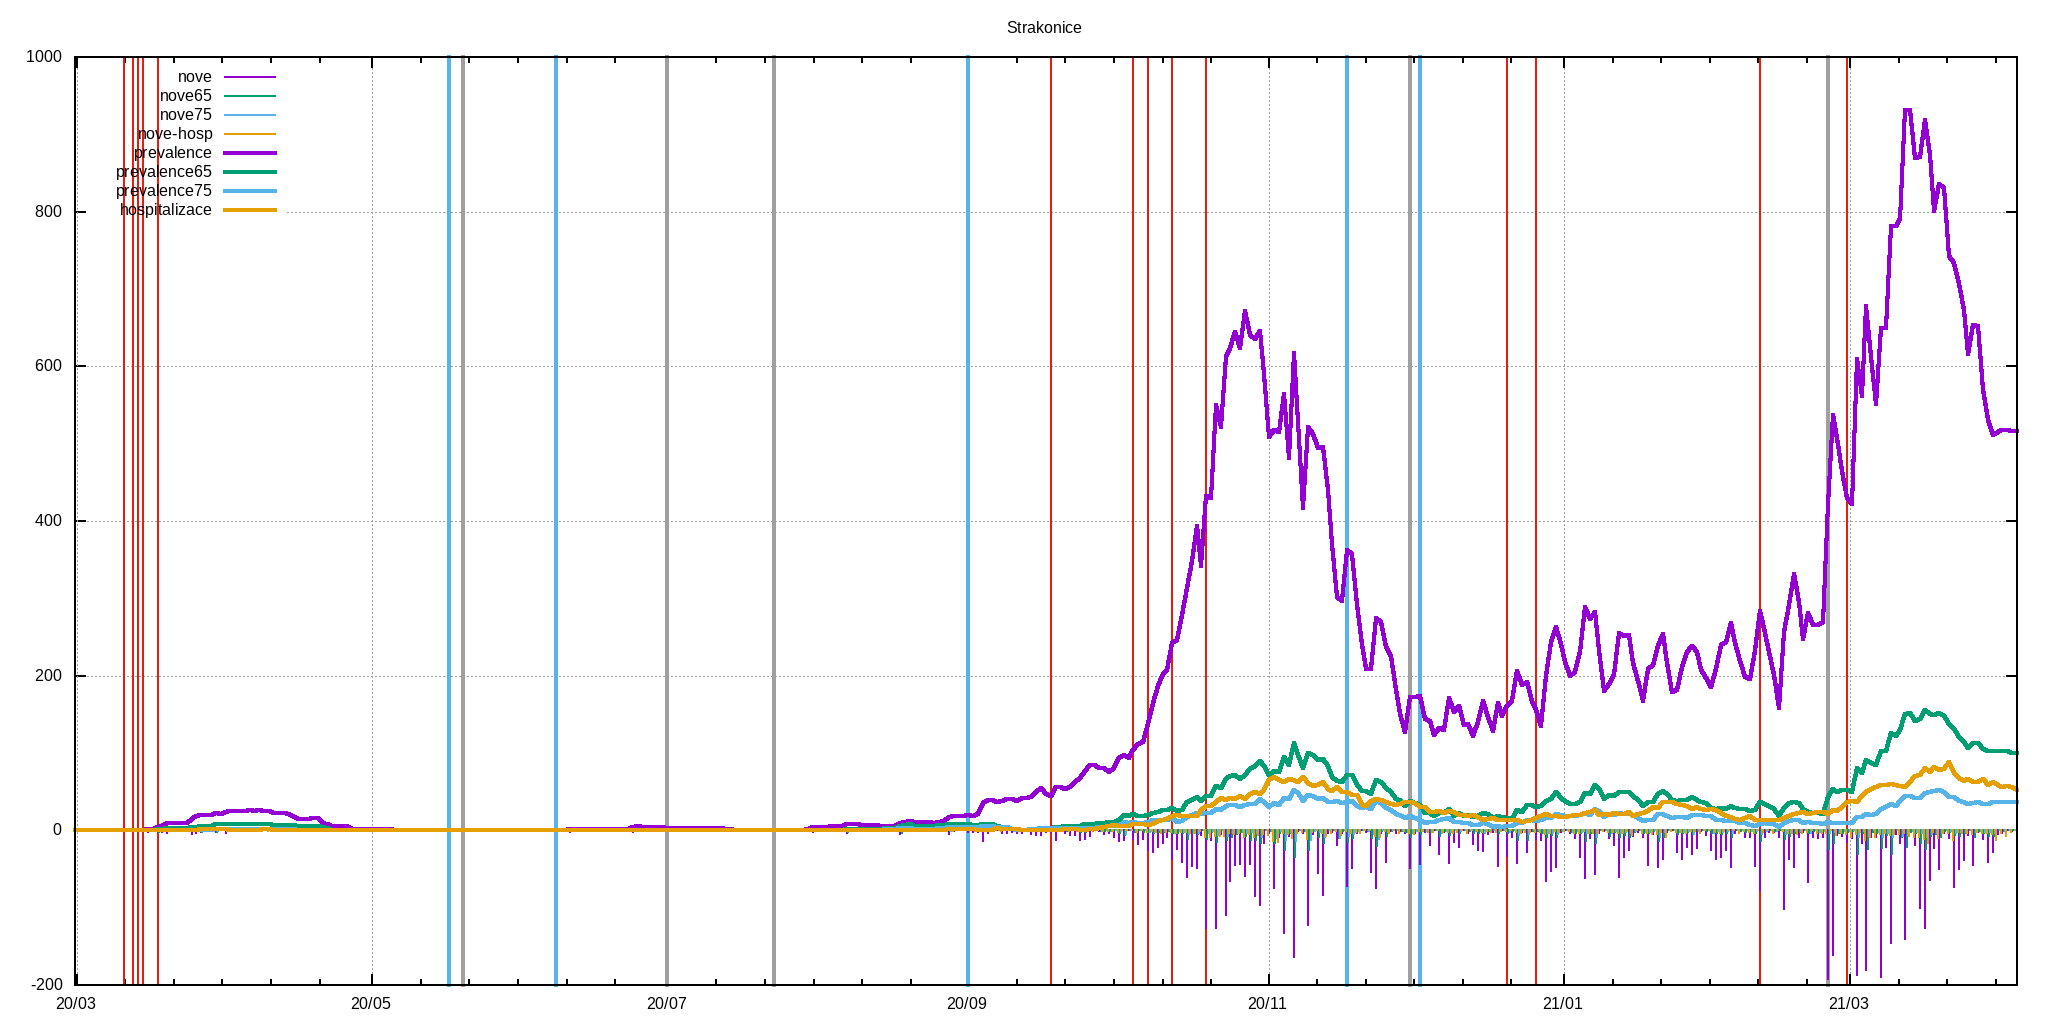 Strakonice
1000
800
600
400
200
0
-200
nove
nove65
nove75
nove-hosp
prevalence
prevalence65
prevalence75
hospitalizace
20/03 20/05 20/07 20/09 20/11 21/01 21/03